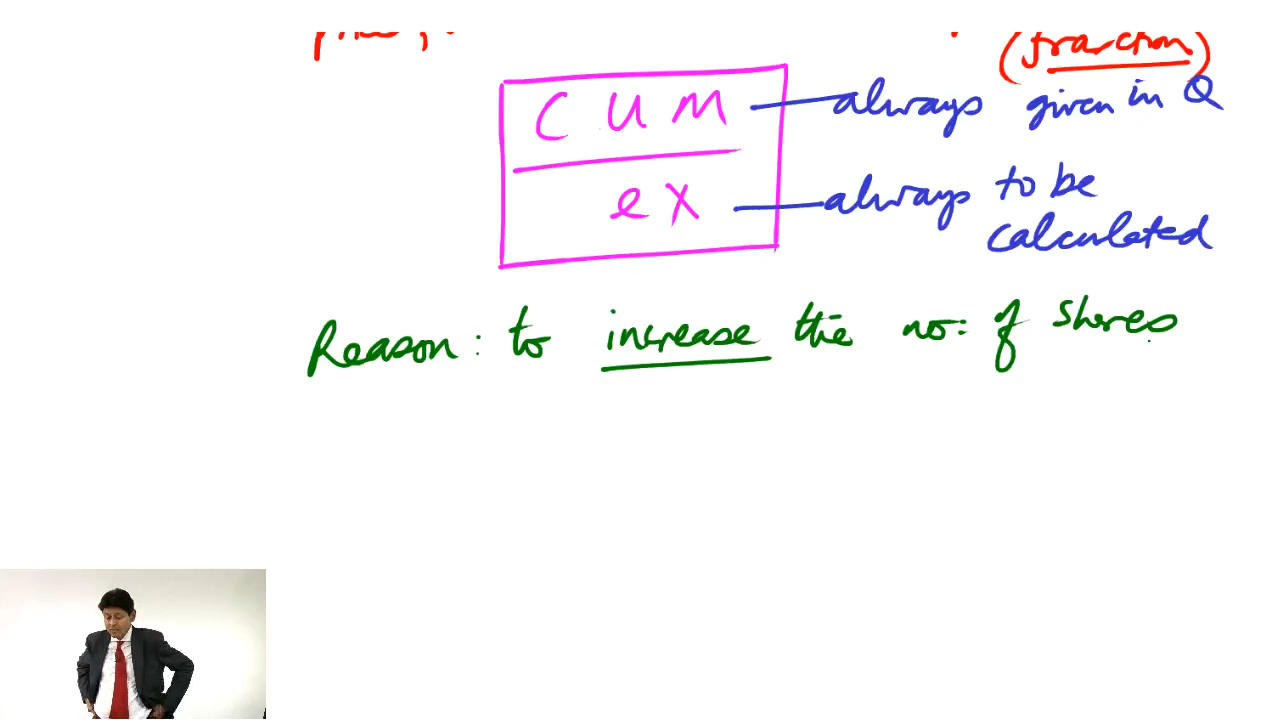 (fraction)
CUM always given in Q
ex always to be
calculated
Reason: to increase the no: of shares